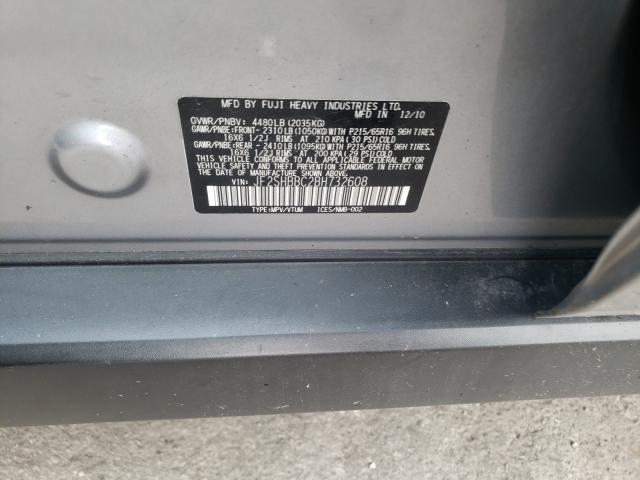 MFD BY FUJI HEAVY INDUSTRIES LTD.
MFD IN 12/10
GVWR/PNBV: 4480LB (2035KG)
GAWR/PNBE:FRONT- 2310LB(1050KG)WITH P215/65R16 96H TIRES,
16X6 1/2J RIMS AT 210 KPA(30 PSI)COLD
GAWR/PNBE:REAR - 2410LB(1095KG)WITH P215/65R16 96H TIRES,
16X6 1/2J RIMS AT 200 KPA(29 PSI)COLD
THIS VEHICLE CONFORMS TO ALL APPLICABLE FEDERAL MOTOR
VEHICLE SAFETY AND THEFT PREVENTION STANDARDS IN EFFECT
ON THE DATE OF MANUFACTURE SHOWN ABOVE.
VIN: JF2SHBBC2BH732608
TYPE:MPV/VTUM ICES/NMB-002